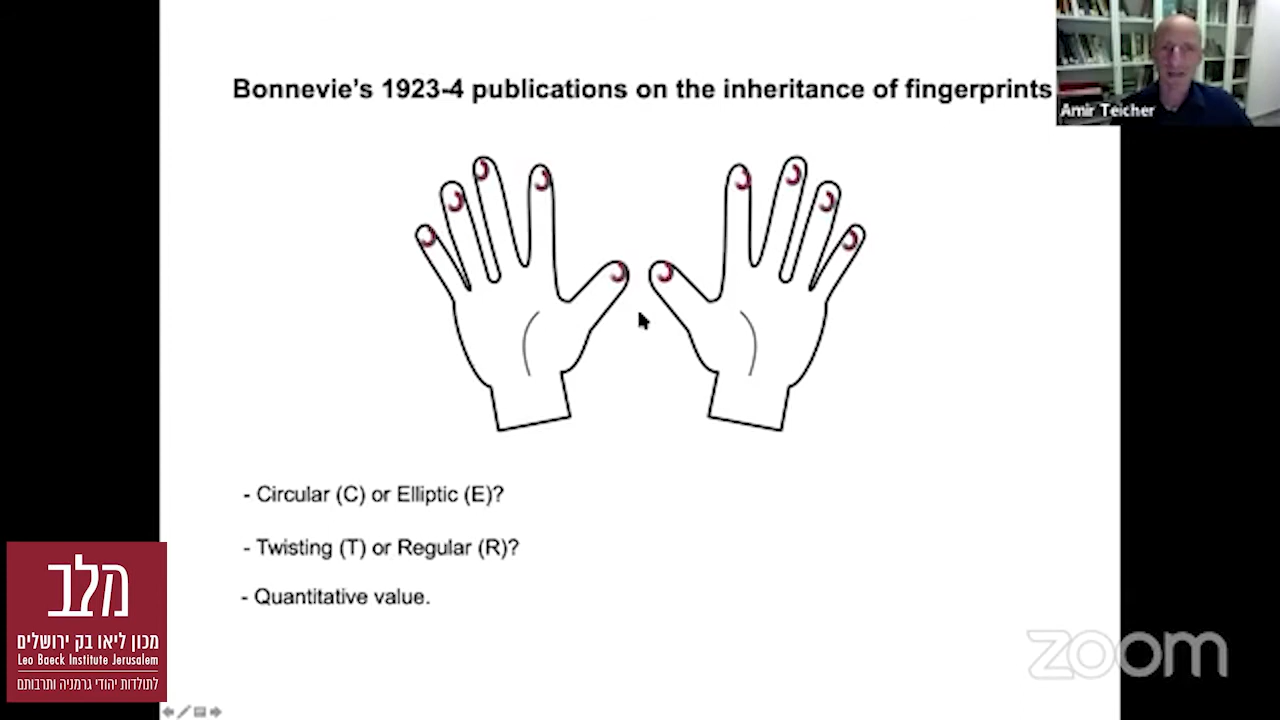 Bonnevie's 1923-4 publications on the inheritance of fingerprints
Amir Teicher
- Circular (C) or Elliptic (E)?
- Twisting (T) or Regular (R)?
- Quantitative value.
מלב
מכון ליאו בק ירושלים
Leo Baeck Institute Jerusalem
לתולדות יהודי גרמניה ותרבותם
zoom